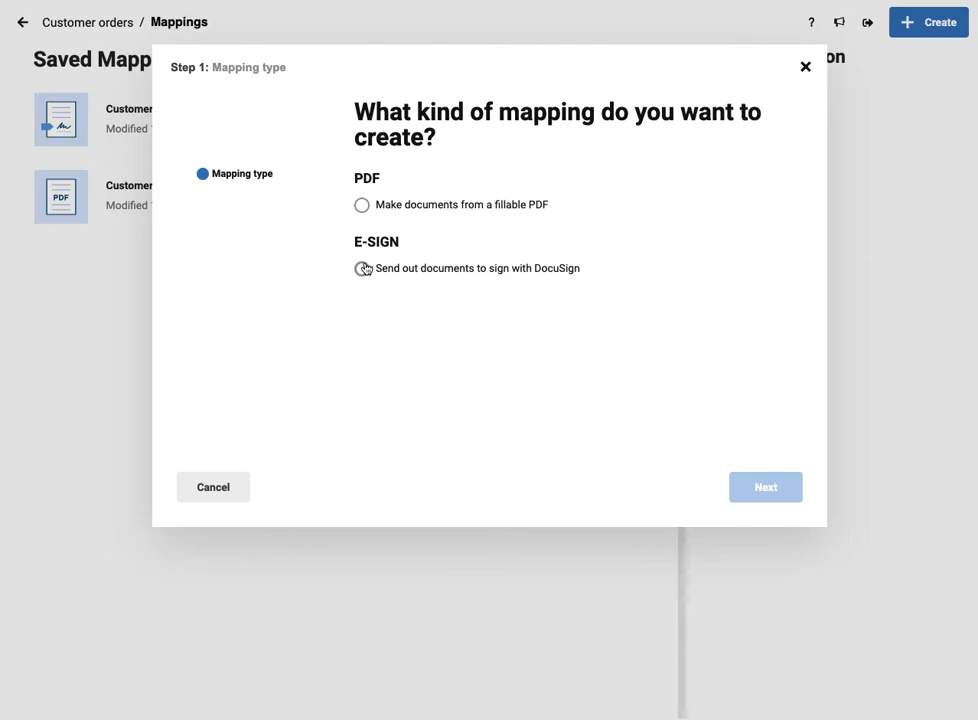 Customer orders / Mappings
? Create
Saved Mapp
on
Customer
Modified
PDF
Customer
Modified
Step 1: Mapping type
Mapping type
What kind of mapping do you want to
create?
PDF
Make documents from a fillable PDF
E-SIGN
Send out documents to sign with DocuSign
Cancel
Next